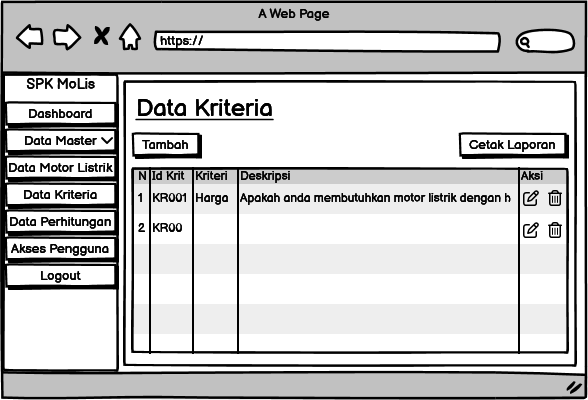 A Web Page
https://
SPK MoLis
Dashboard
Data Master
Data Motor Listrik
Data Kriteria
Data Perhitungan
Akses Pengguna
Logout
Data Kriteria
Tambah
Cetak Laporan
N Id Krit Kriteri Deskripsi Aksi
1 KR001 Harga Apakah anda membutuhkan motor listrik dengan h
2 KR00